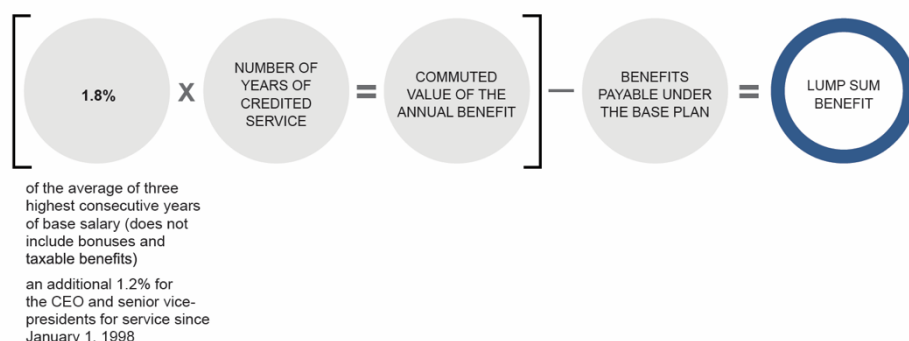 1.8%
X
NUMBER OF
YEARS OF
CREDITED
SERVICE
=
COMMUTED
VALUE OF THE
ANNUAL BENEFIT
—
BENEFITS
PAYABLE UNDER
THE BASE PLAN
=
LUMP SUM
BENEFIT
of the average of three
highest consecutive years
of base salary (does not
include bonuses and
taxable benefits)
an additional 1.2% for
the CEO and senior vice-
presidents for service since
January 1, 1998